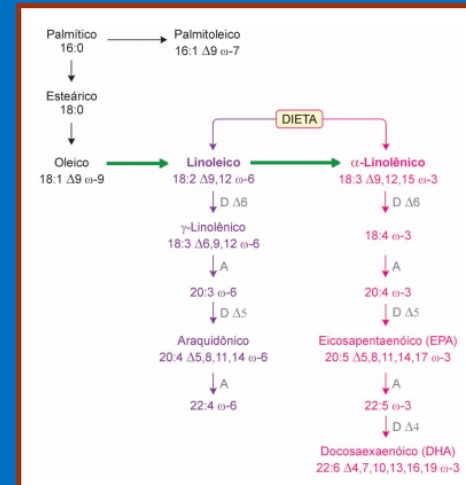 Palmítico
16:0
Palmitoleico
16:1 Δ9 ω-7
Esteárico
18:0
DIETA
Oleico
18:1 Δ9 ω-9
Linoleico
18:2 Δ9,12 ω-6
α-Linolênico
18:3 Δ9,12,15 ω-3
D Δ6
D Δ6
γ-Linolênico
18:3 Δ6,9,12 ω-6
18:4 ω-3
A
A
20:3 ω-6
20:4 ω-3
D Δ5
D Δ5
Araquidônico
20:4 Δ5,8,11,14 ω-6
Eicosapentaenóico (EPA)
20:5 Δ5,8,11,14,17 ω-3
A
A
22:4 ω-6
22:5 ω-3
D Δ4
Docosaexaenóico (DHA)
22:6 Δ4,7,10,13,16,19 ω-3